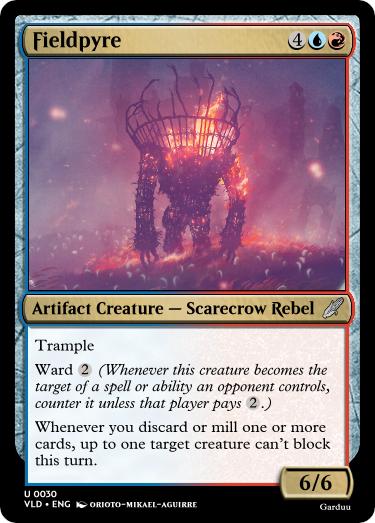 Fieldpyre 4
Artifact Creature — Scarecrow Rebel
Trample
Ward 2 (Whenever this creature becomes the
target of a spell or ability an opponent controls,
counter it unless that player pays 2.)
Whenever you discard or mill one or more
cards, up to one target creature can't block
this turn.
6/6
U 0030
VLD • ENG ORIOTO-MIKAEL-AGUIRRE
Garduu